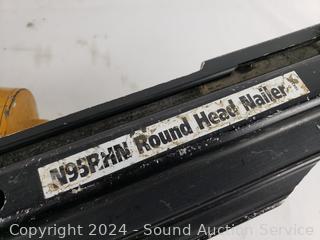 N95RHN Round Head Nailer
Copyright 2024 - Sound Auction Service